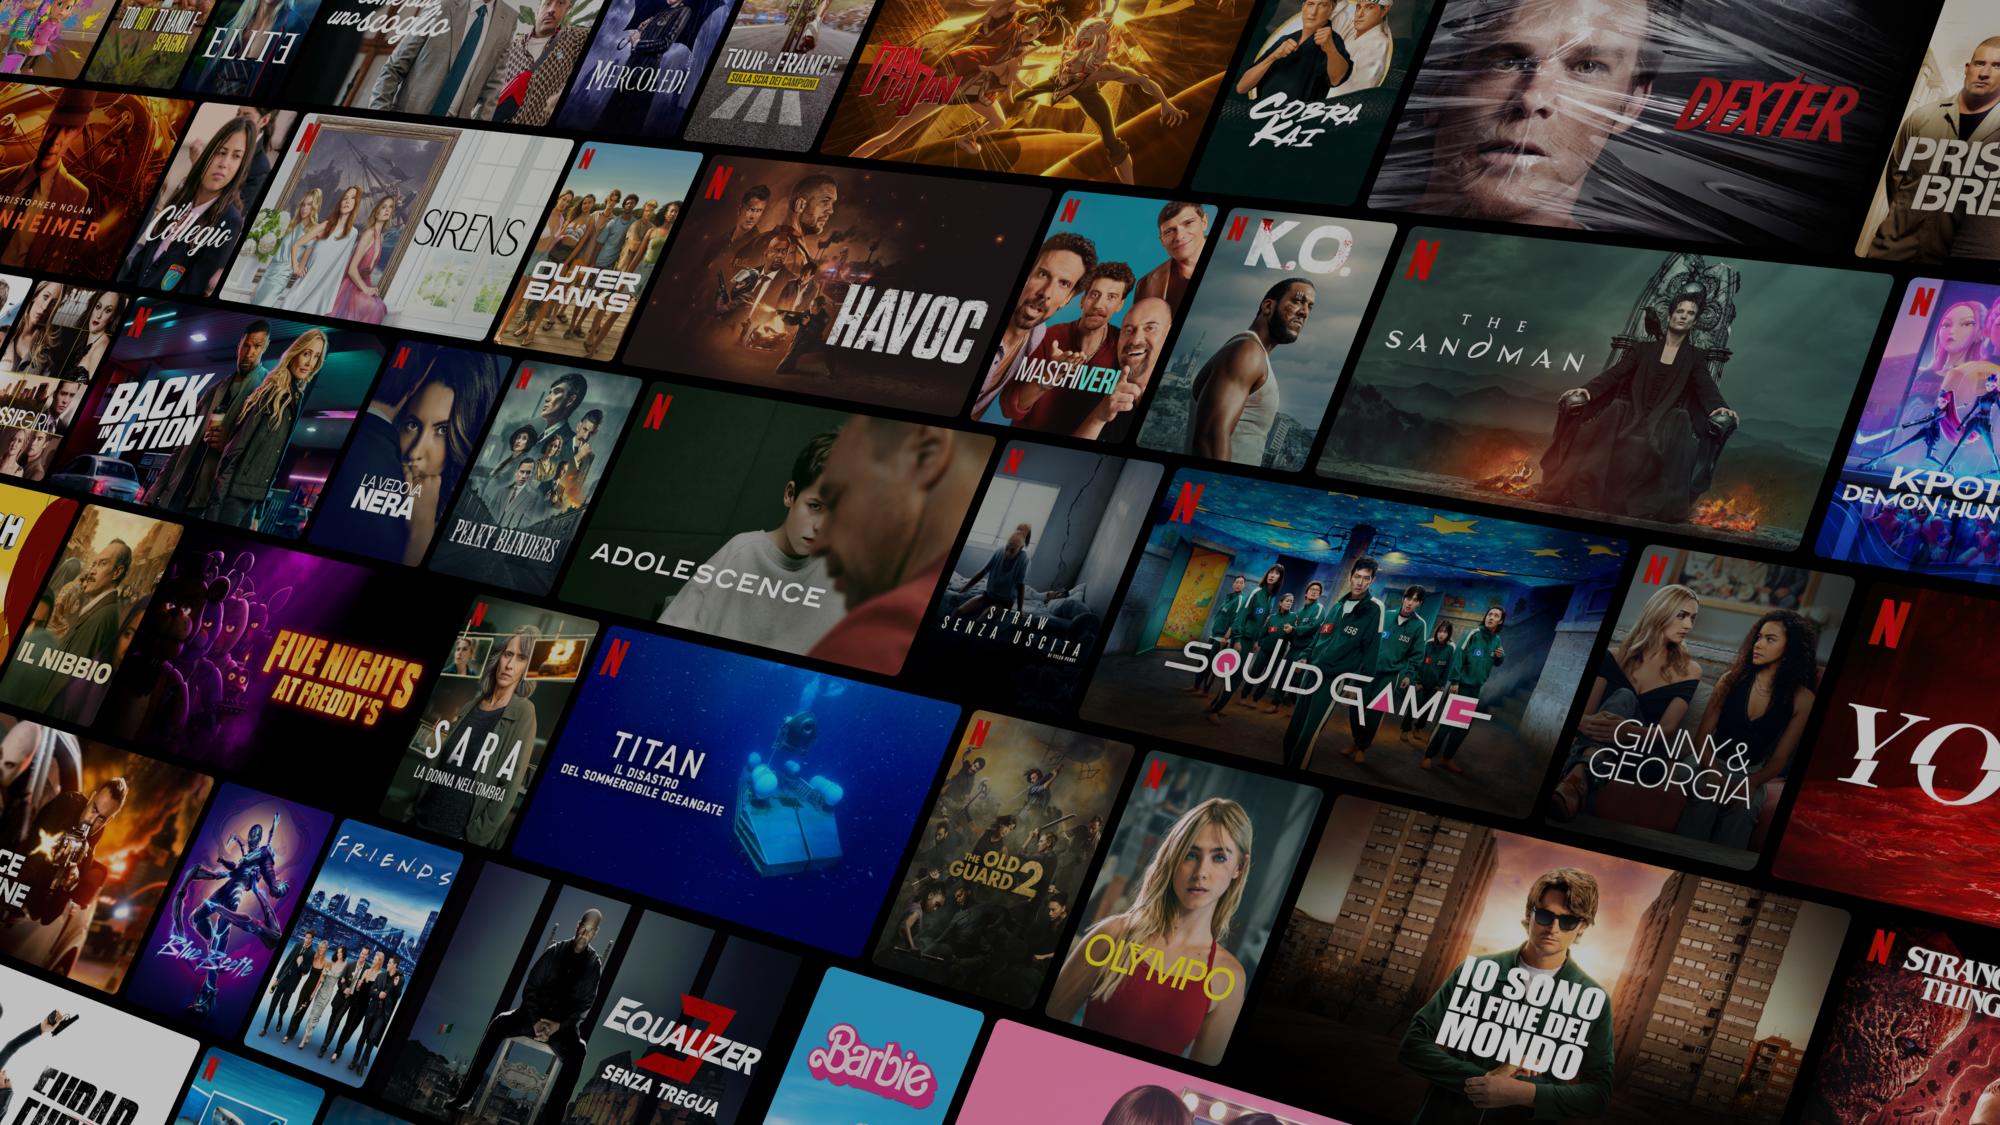 TOO HOT TO HANDLE
SPAGNA
ELITE
uno scoglio
MERCOLEDÌ
TOUR DE FRANCE
SULLA SCIA DEI CAMPIONI
DAN DA DAN
COBRA
KAI
DEXTER
CHRISTOPHER NOLAN
il
Collegio
SIRENS
OUTER
BANKS
HAVOC
MASCHI VERI
K.O.
THE
SANDMAN
BACK
IN ACTION
LA VEDOVA
NERA
PEAKY BLINDERS
ADOLESCENCE
STRAW
SENZA USCITA
SQUID GAME
456
333
GINNY &
GEORGIA
IL NIBBIO
FIVE NIGHTS
AT FREDDY'S
SARA
LA DONNA NELL'OMBRA
TITAN
IL DISASTRO
DEL SOMMERGIBILE OCEANGATE
THE OLD
GUARD 2
OLYMPO
IO SONO
LA FINE DEL
MONDO
Blue Beetle
F·R·I·E·N·D·S
EQUALIZER
3
SENZA TREGUA
Barbie